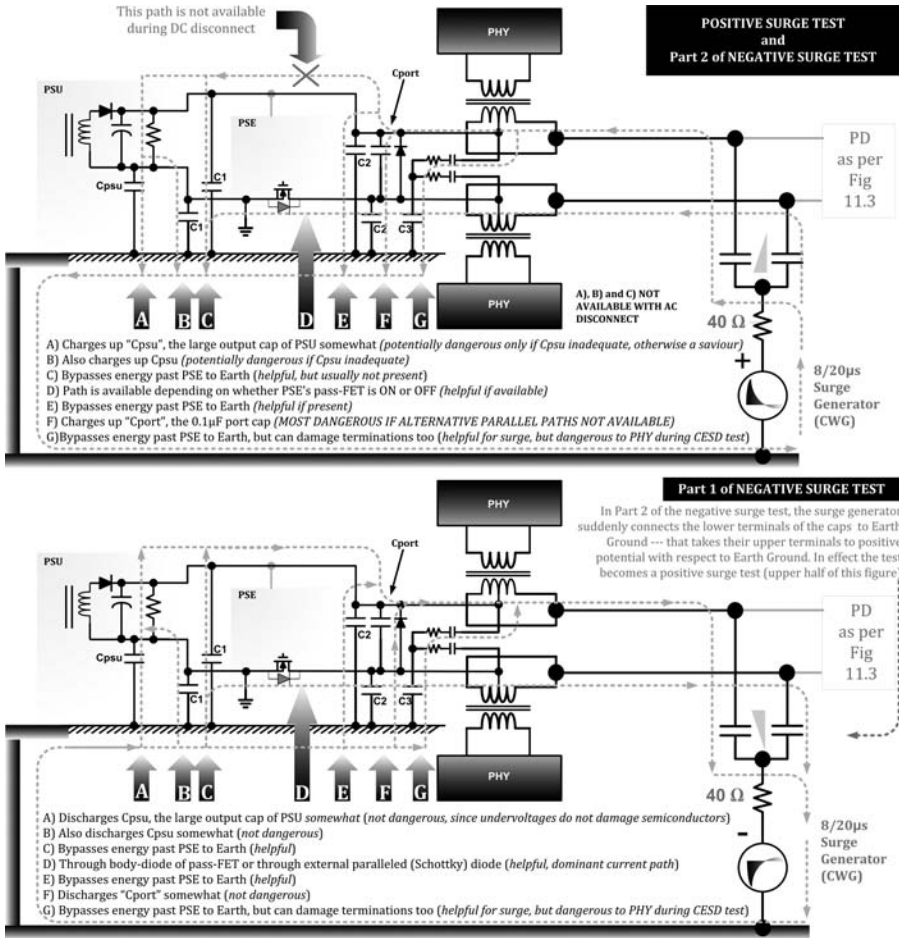 This path is not available
during DC disconnect
PHY
POSITIVE SURGE TEST
and
Part 2 of NEGATIVE SURGE TEST
Cport
PSU
PSE
PD
as per
Fig
11.3
C2
C1
Cpsu
C1
C2
C3
PHY
A), B) and C) NOT
AVAILABLE WITH AC
DISCONNECT
40 Ω
+
8/20µs
Surge
Generator
(CWG)
A
B
C
D
E
F
G
A) Charges up "Cpsu", the large output cap of PSU somewhat (potentially dangerous only if Cpsu inadequate, otherwise a saviour)
B) Also charges up Cpsu (potentially dangerous if Cpsu inadequate)
C) Bypasses energy past PSE to Earth (helpful, but usually not present)
D) Path is available depending on whether PSE's pass-FET is ON or OFF (helpful if available)
E) Bypasses energy past PSE to Earth (helpful if present)
F) Charges up "Cport", the 0.1µF port cap (MOST DANGEROUS IF ALTERNATIVE PARALLEL PATHS NOT AVAILABLE)
G)Bypasses energy past PSE to Earth, but can damage terminations too (helpful for surge, but dangerous to PHY during CESD test)
PHY
Part 1 of NEGATIVE SURGE TEST
In Part 2 of the negative surge test, the surge generator
suddenly connects the lower terminals of the caps to Earth
Ground --- that takes their upper terminals to positive
potential with respect to Earth Ground. In effect the test
becomes a positive surge test (upper half of this figure)
Cport
PSU
PSE
PD
as per
Fig
11.3
C2
C1
Cpsu
C1
C2
C3
PHY
40 Ω
-
8/20µs
Surge
Generator
(CWG)
A
B
C
D
E
F
G
A) Discharges Cpsu, the large output cap of PSU somewhat (not dangerous, since undervoltages do not damage semiconductors)
B) Also discharges Cpsu somewhat (not dangerous)
C) Bypasses energy past PSE to Earth (helpful)
D) Through body-diode of pass-FET or through external paralleled (Schottky) diode (helpful, dominant current path)
E) Bypasses energy past PSE to Earth (helpful)
F) Discharges "Cport" somewhat (not dangerous)
G) Bypasses energy past PSE to Earth, but can damage terminations too (helpful for surge, but dangerous to PHY during CESD test)